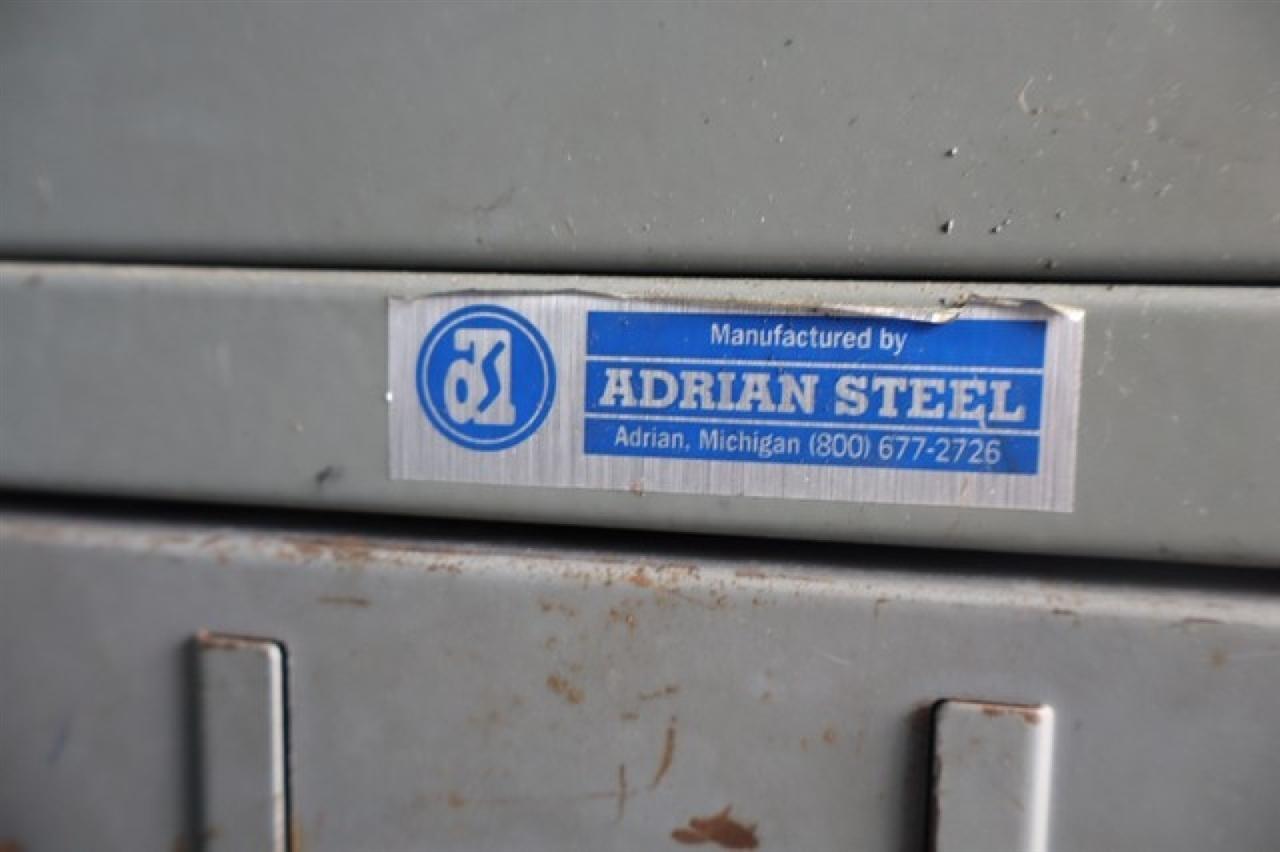 Manufactured by
ADRIAN STEEL
Adrian, Michigan (800) 677-2726